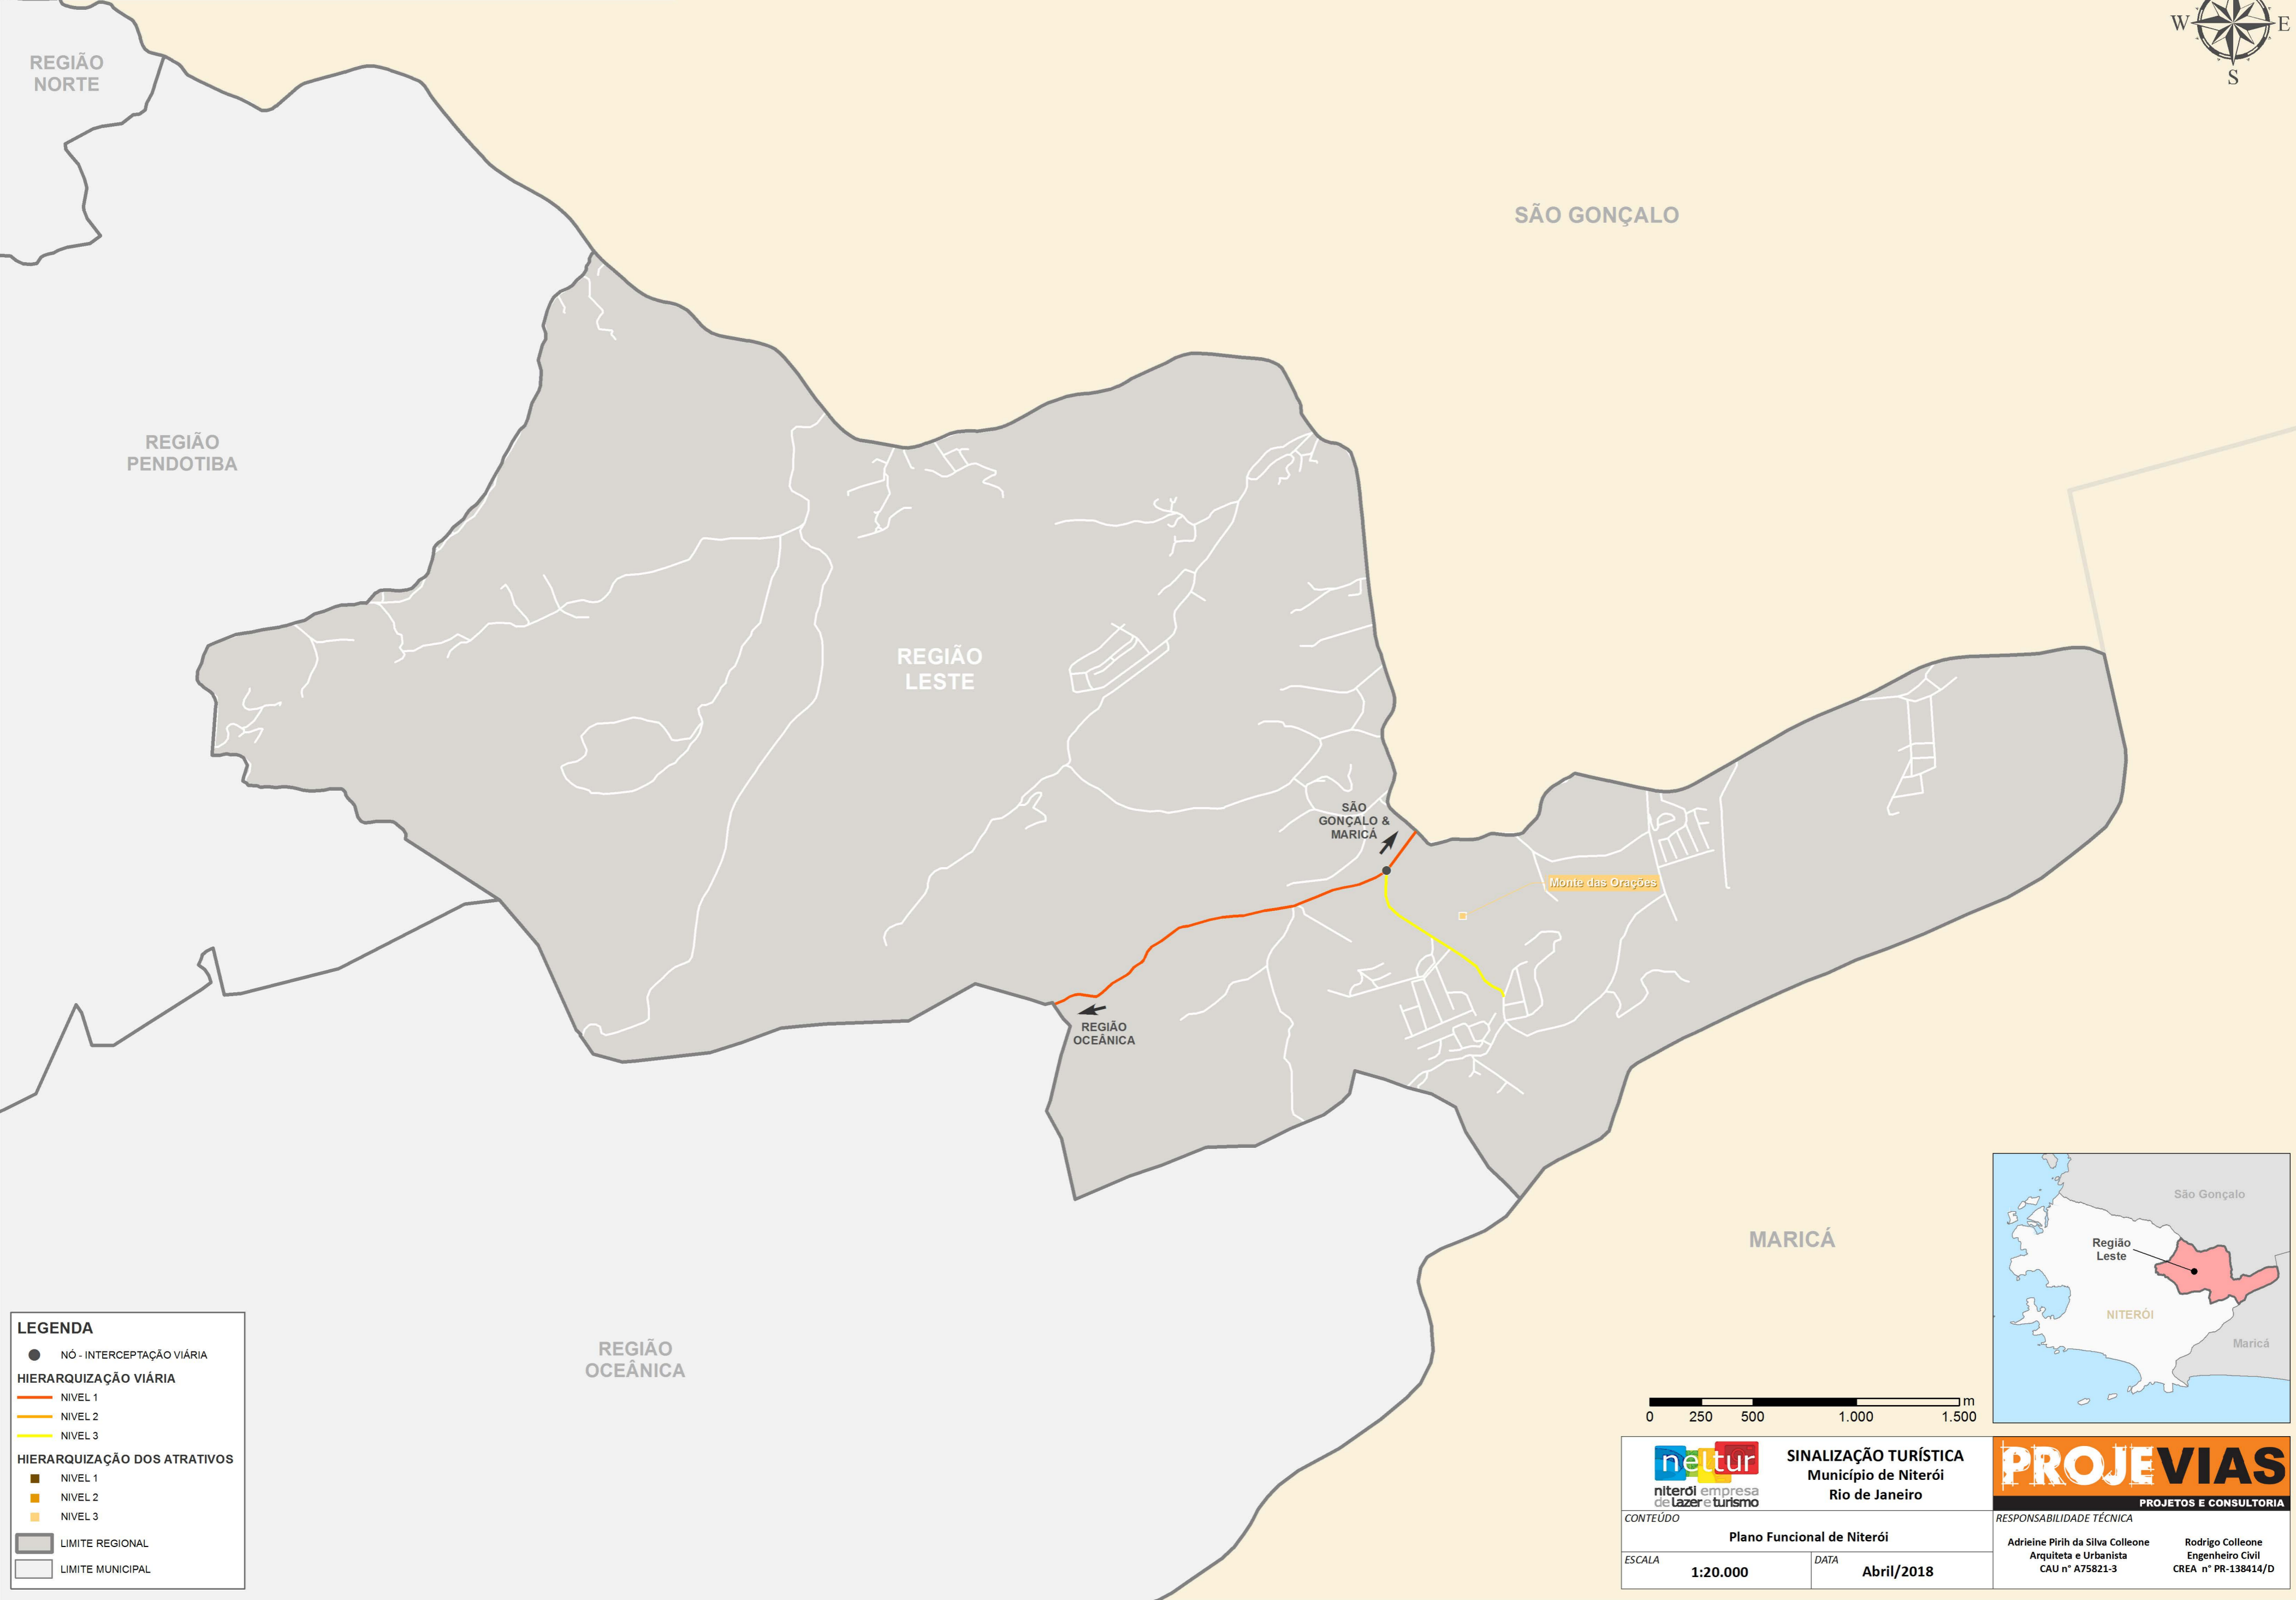 W
E
S
REGIÃO
NORTE
SÃO GONÇALO
REGIÃO
PENDOTIBA
REGIÃO
LESTE
SÃO
GONÇALO &
MARICÁ
Monte das Orações
REGIÃO
OCEÂNICA
MARICÁ
REGIÃO
OCEÂNICA
LEGENDA
NÓ - INTERCEPTAÇÃO VIÁRIA
HIERARQUIZAÇÃO VIÁRIA
NIVEL 1
NIVEL 2
NIVEL 3
HIERARQUIZAÇÃO DOS ATRATIVOS
NIVEL 1
NIVEL 2
NIVEL 3
LIMITE REGIONAL
LIMITE MUNICIPAL
São Gonçalo
Região
Leste
NITERÓI
Maricá
m
0 250 500 1.000 1.500
neltur
niterói empresa
de lazer e turismo
SINALIZAÇÃO TURÍSTICA
Município de Niterói
Rio de Janeiro
PROJEVIAS
PROJETOS E CONSULTORIA
CONTEÚDO
Plano Funcional de Niterói
ESCALA
1:20.000
DATA
Abril/2018
RESPONSABILIDADE TÉCNICA
Adrieine Pirih da Silva Colleone
Arquiteta e Urbanista
CAU n° A75821-3
Rodrigo Colleone
Engenheiro Civil
CREA n° PR-138414/D